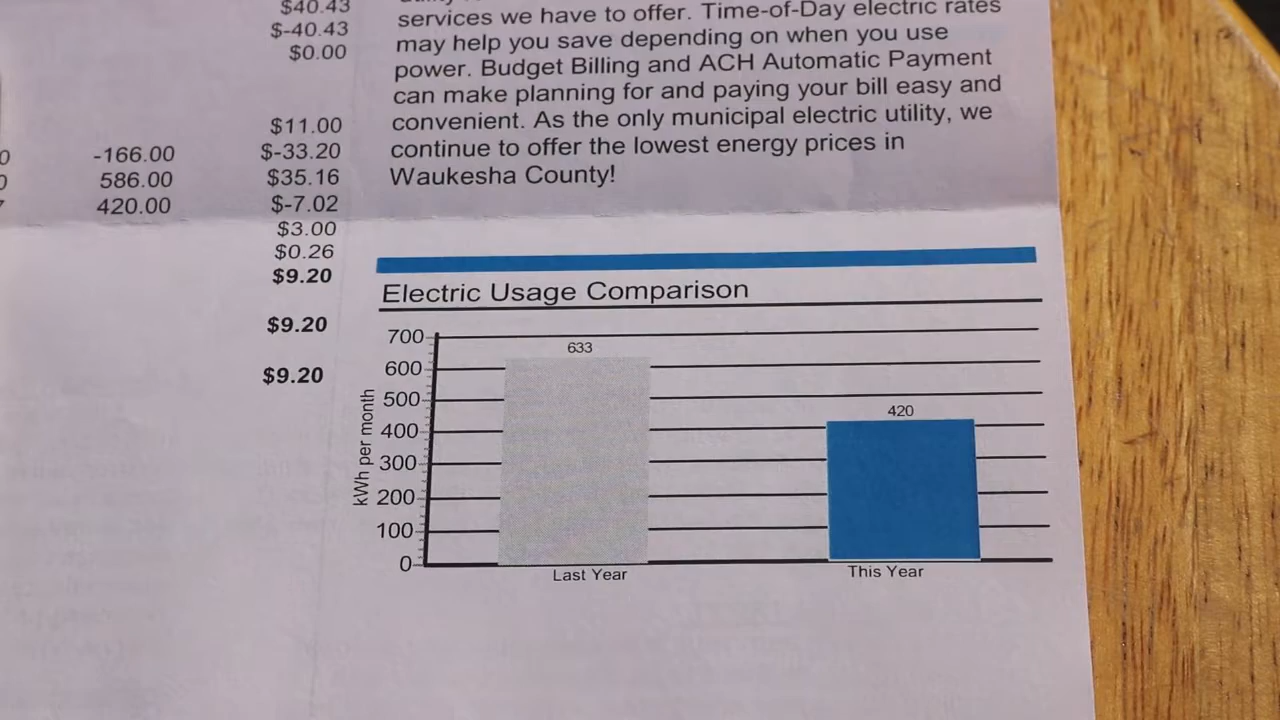 $40.43
$-40.43
$0.00
$11.00
-166.00 $-33.20
586.00 $35.16
420.00 $-7.02
$3.00
$0.26
$9.20
$9.20
$9.20
services we have to offer. Time-of-Day electric rates
may help you save depending on when you use
power. Budget Billing and ACH Automatic Payment
can make planning for and paying your bill easy and
convenient. As the only municipal electric utility, we
continue to offer the lowest energy prices in
Waukesha County!
Electric Usage Comparison
kWh per month
700
600
500
400
300
200
100
0
633
420
Last Year
This Year